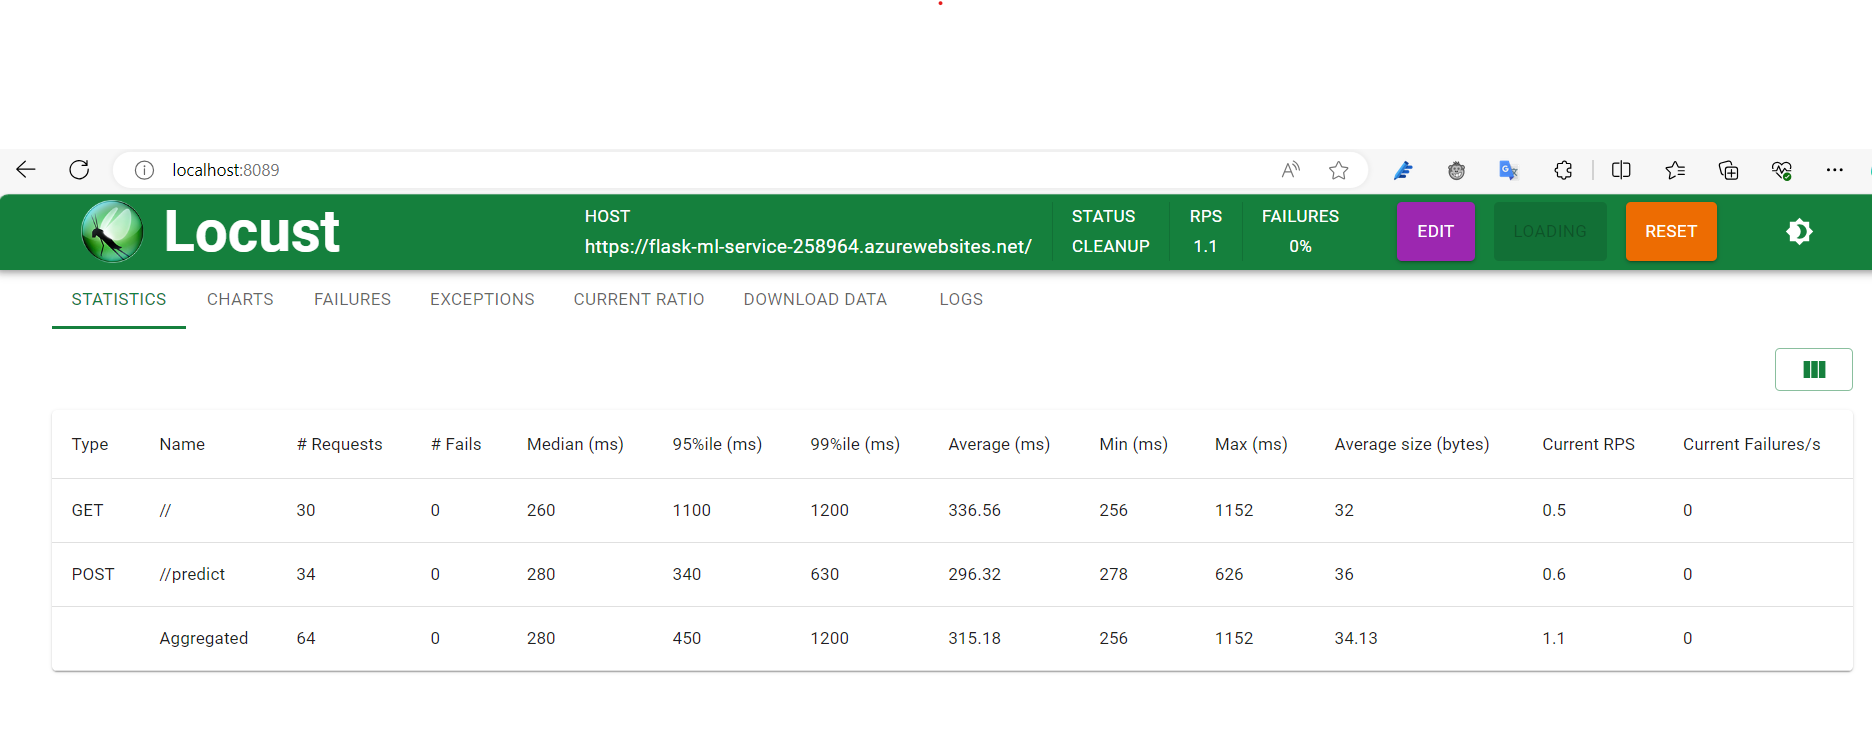 localhost:8089
Locust
HOST
https://flask-ml-service-258964.azurewebsites.net/
STATUS
CLEANUP
RPS
1.1
FAILURES
0%
EDIT
LOADING
RESET
STATISTICS CHARTS FAILURES EXCEPTIONS CURRENT RATIO DOWNLOAD DATA LOGS
Type Name # Requests # Fails Median (ms) 95%ile (ms) 99%ile (ms) Average (ms) Min (ms) Max (ms) Average size (bytes) Current RPS Current Failures/s
GET // 30 0 260 1100 1200 336.56 256 1152 32 0.5 0
POST //predict 34 0 280 340 630 296.32 278 626 36 0.6 0
Aggregated 64 0 280 450 1200 315.18 256 1152 34.13 1.1 0